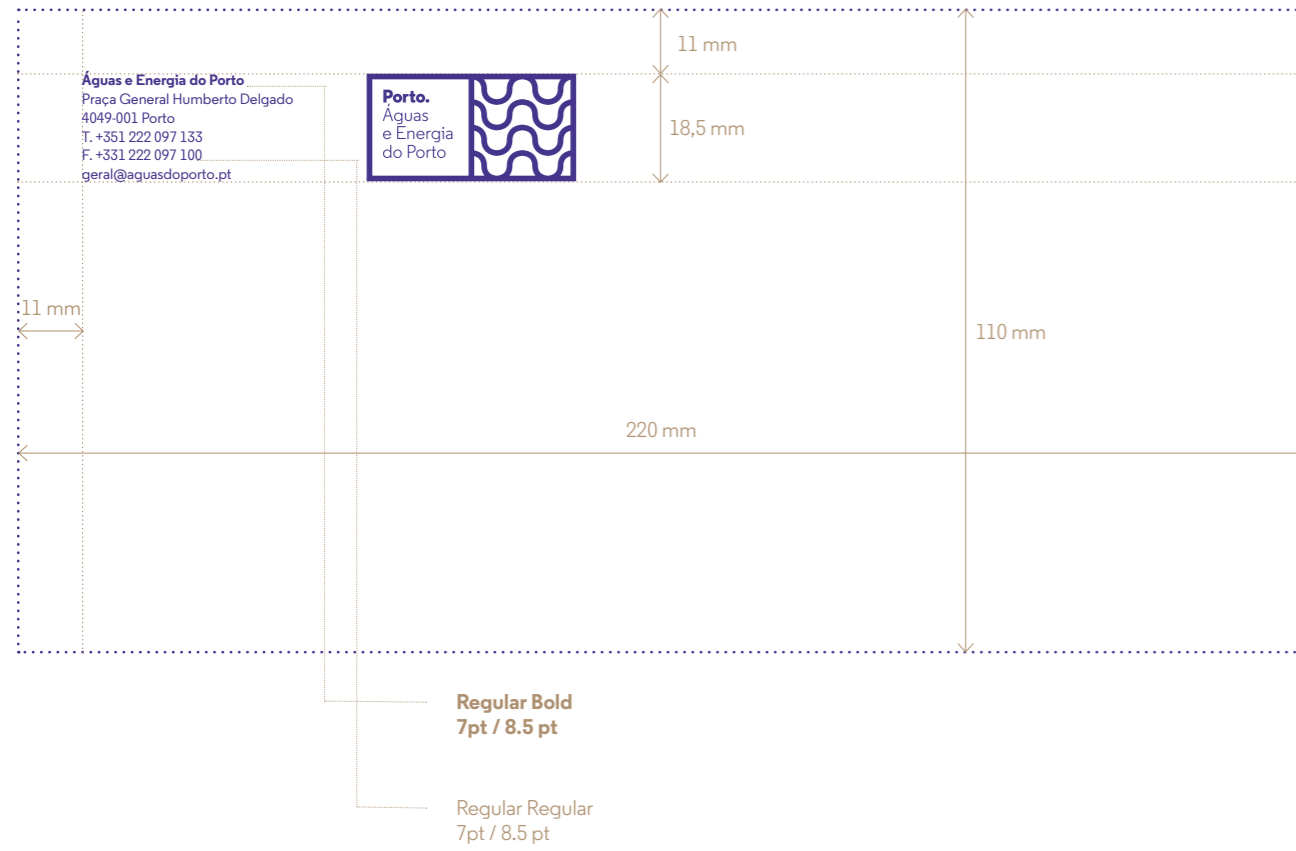 11 mm
Águas e Energia do Porto
Praça General Humberto Delgado
4049-001 Porto
T. +351 222 097 133
F. +331 222 097 100
geral@aguasdoporto.pt
Porto.
Águas
e Energia
do Porto
18,5 mm
11 mm
110 mm
220 mm
Regular Bold
7pt / 8.5 pt
Regular Regular
7pt / 8.5 pt